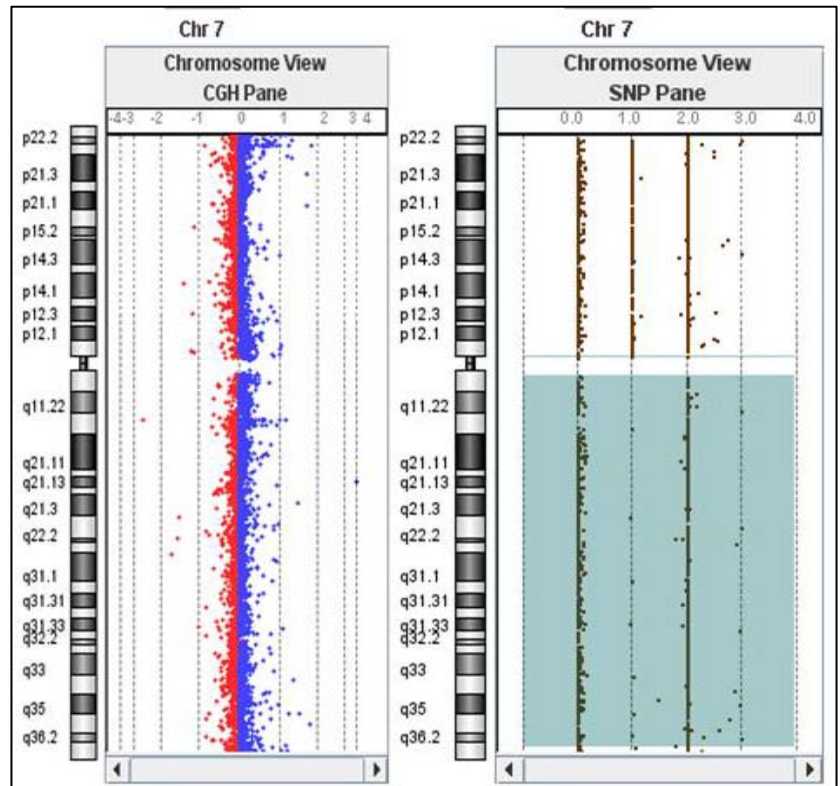 Chr 7
Chromosome View
CGH Pane
-4-3 -2 -1 0 1 2 3 4
p22.2
p21.3
p21.1
p15.2
p14.3
p14.1
p12.3
p12.1
q11.22
q21.11
q21.13
q21.3
q22.2
q31.1
q31.31
q31.33
q32.2
q33
q35
q36.2
Chr 7
Chromosome View
SNP Pane
0.0 1.0 2.0 3.0 4.0
p22.2
p21.3
p21.1
p15.2
p14.3
p14.1
p12.3
p12.1
q11.22
q21.11
q21.13
q21.3
q22.2
q31.1
q31.31
q31.33
q32.2
q33
q35
q36.2